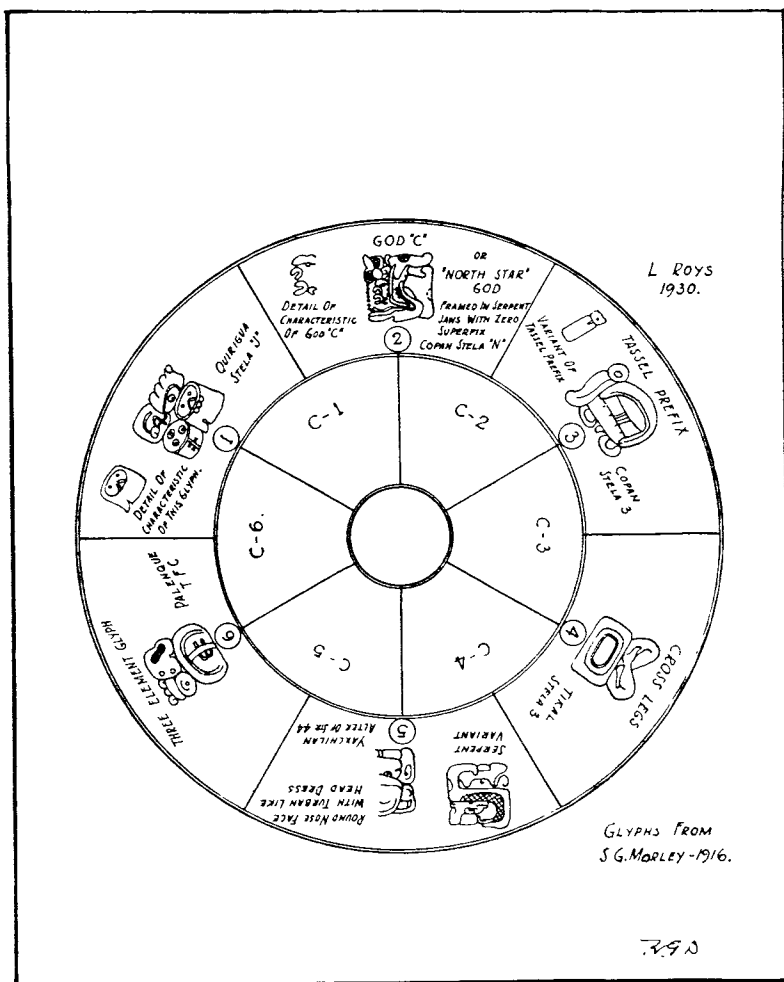 GOD "C"
OR
"NORTH STAR"
GOD
FRAMED IN SERPENT
JAWS WITH ZERO
SUPERFIX
COPAN STELA "N"
DETAIL OF
CHARACTERISTIC
OF GOD "C"
2
L ROYS
1930.
TASSEL PREFIX
VARIANT OF
TASSEL PREFIX
COPAN
STELA 3
3
CROSS LEGS
TIKAL
STELA 3
4
SERPENT
VARIANT
YAXCHILAN
ALTER OF STR 44
ROUND NOSE FACE
WITH TURBAN LIKE
HEAD DRESS
5
PALENQUE
T F C
THREE ELEMENT GLYPH
6
QUIRIGUA
STELA "J"
DETAIL OF
CHARACTERISTIC
OF THIS GLYPH.
1
C-1
C-2
C-3
C-4
C-5
C-6.
GLYPHS FROM
S G. MORLEY-1916.